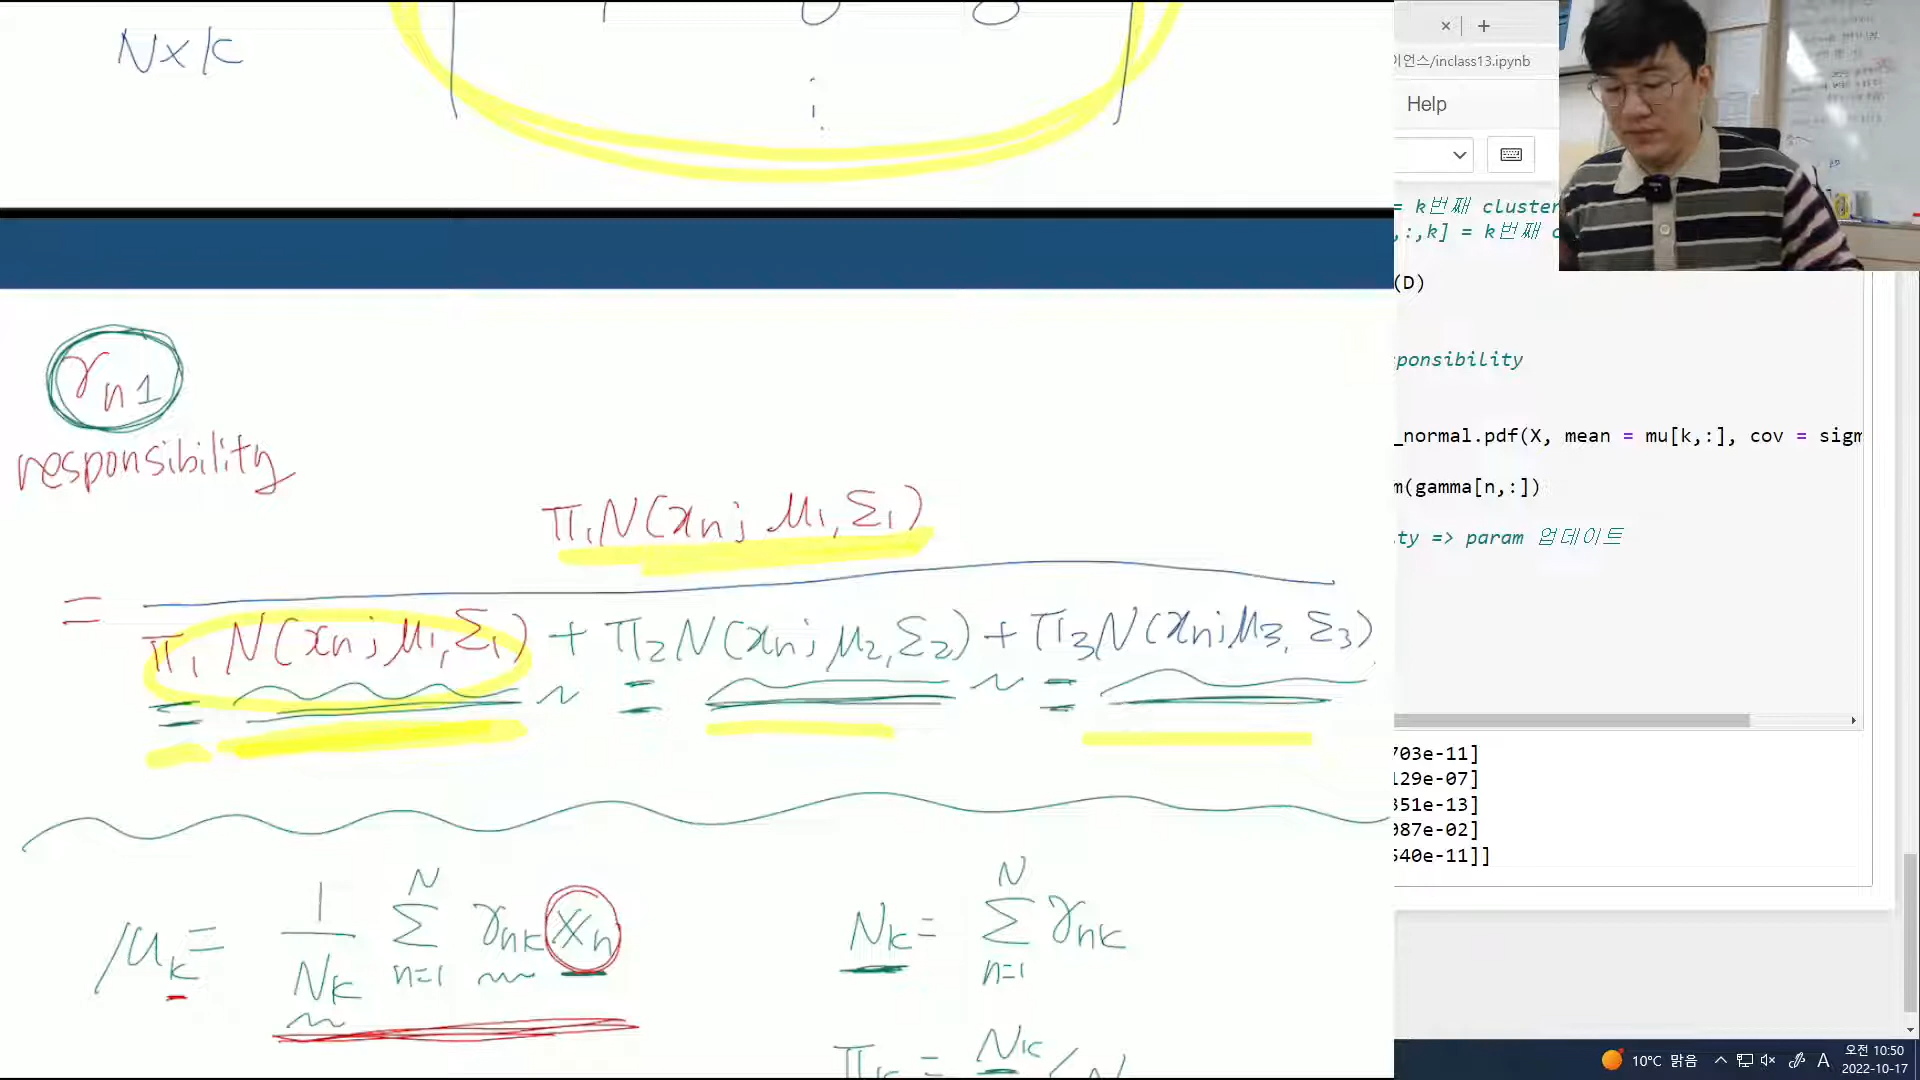 N×K
γn1
responsibility
π1N(xn; μ1, Σ1)
=
π1 N(xn; μ1, Σ1) + π2N(xn; μ2, Σ2) + π3N(xn; μ3, Σ3)
μk = 1/Nk Σ n=1 N γnk xn
Nk = Σ n=1 N γnk
πk = Nk/N
이언스/inclass13.ipynb
Help
= k번째 cluster
,:,k] = k번째 c
(D)
ponsibility
_normal.pdf(X, mean = mu[k,:], cov = sigm
m(gamma[n,:])
ty => param 업데이트
703e-11]
129e-07]
351e-13]
087e-02]
540e-11]]
10°C 맑음
A
오전 10:50
2022-10-17